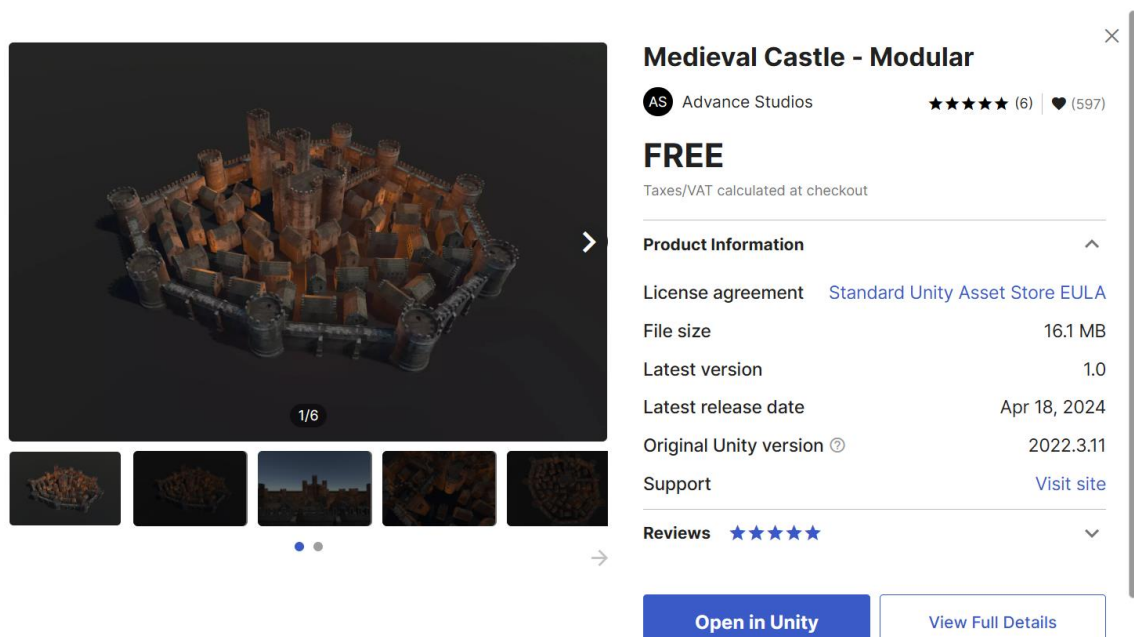 Medieval Castle - Modular
AS Advance Studios (6) (597)
FREE
Taxes/VAT calculated at checkout
Product Information
License agreement Standard Unity Asset Store EULA
File size 16.1 MB
Latest version 1.0
Latest release date Apr 18, 2024
Original Unity version ? 2022.3.11
Support Visit site
Reviews
Open in Unity View Full Details
1/6